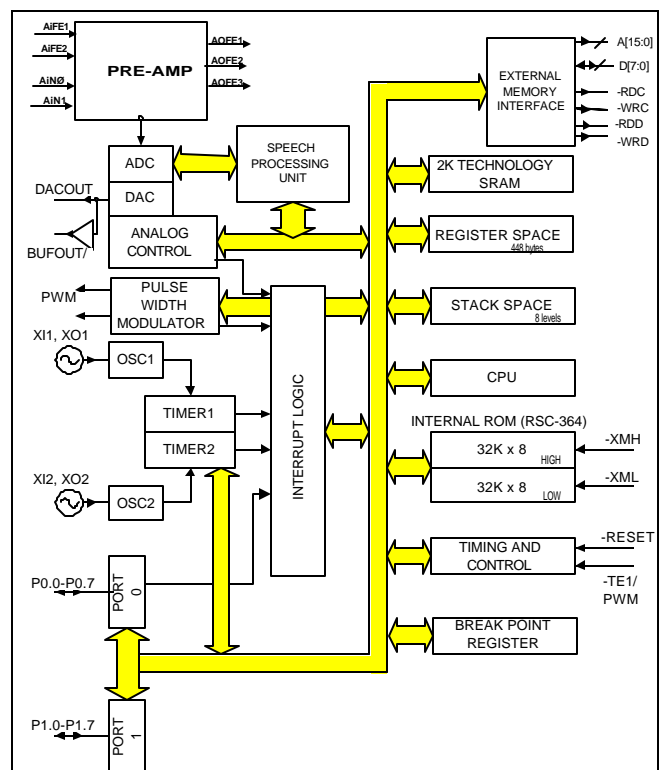 AiFE1
AiFE2
AiNØ
AiN1
PRE-AMP
AOFE1
AOFE2
AOFE3
EXTERNAL
MEMORY
INTERFACE
A[15:0]
D[7:0]
-RDC
-WRC
-RDD
-WRD
ADC
DAC
ANALOG
CONTROL
SPEECH
PROCESSING
UNIT
DACOUT
BUFOUT/
PWM
PULSE
WIDTH
MODULATOR
XI1, XO1
OSC1
TIMER1
TIMER2
XI2, XO2
OSC2
INTERRUPT LOGIC
P0.0-P0.7
PORT
0
P1.0-P1.7
PORT
1
2K TECHNOLOGY
SRAM
REGISTER SPACE
448 bytes
STACK SPACE
8 levels
CPU
INTERNAL ROM (RSC-364)
32K x 8
HIGH
32K x 8
LOW
-XMH
-XML
TIMING AND
CONTROL
-RESET
-TE1/
PWM
BREAK POINT
REGISTER